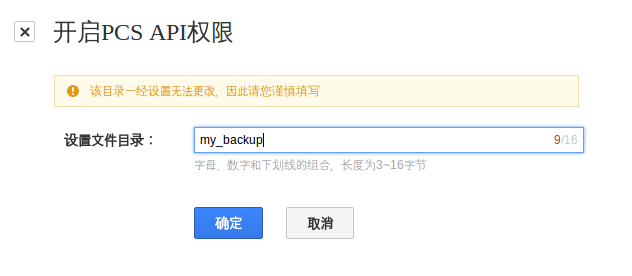 开启PCS API权限
该目录一经设置无法更改，因此请您谨慎填写
设置文件目录：
my_backup
9/16
字母、数字和下划线的组合，长度为3~16字节
确定
取消